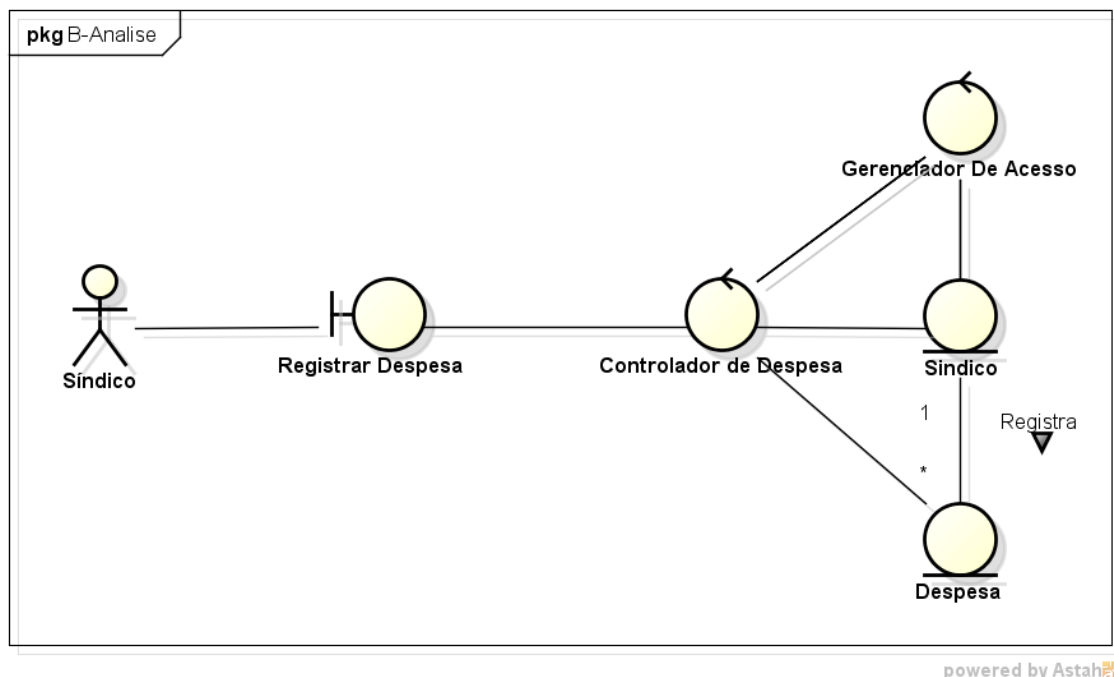 pkg B-Analise
Gerenciador De Acesso
Síndico
Registrar Despesa
Controlador de Despesa
Sindico
1
Registra
*
Despesa
powered by Astah